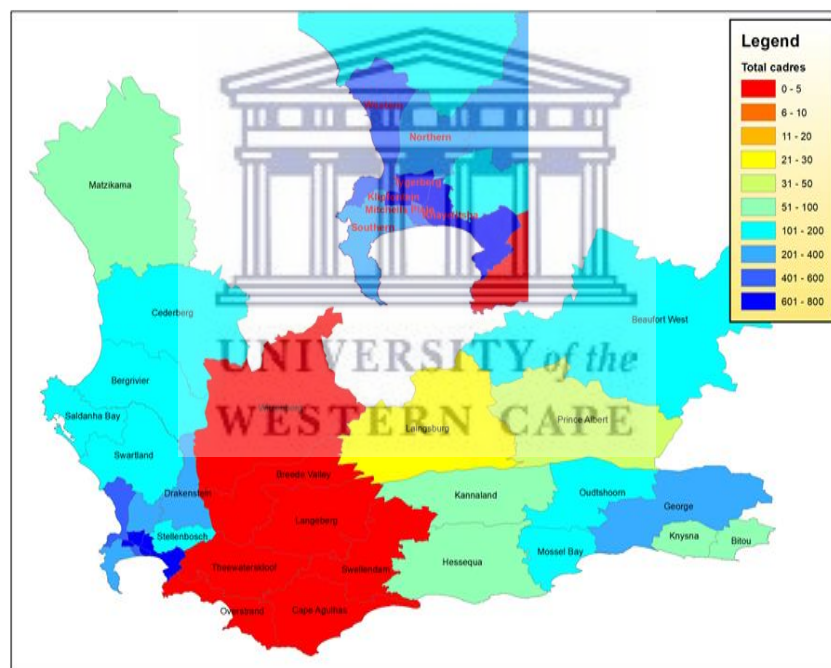 Legend
Total cadres
0 - 5
6 - 10
11 - 20
21 - 30
31 - 50
51 - 100
101 - 200
201 - 400
401 - 600
601 - 800
Western
Northern
Tygerberg
Klipfontein
Mitchells Plain
Khayelitsha
Southern
Matzikama
Cederberg
Beaufort West
Bergrivier
Saldanha Bay
Swartland
UNIVERSITY of the
WESTERN CAPE
Laingsburg
Prince Albert
Breede Valley
Drakenstein
Kannaland
Oudtshoorn
George
Langeberg
Stellenbosch
Knysna
Bitou
Mossel Bay
Hessequa
Theewaterskloof
Swellendam
Overstrand
Cape Agulhas